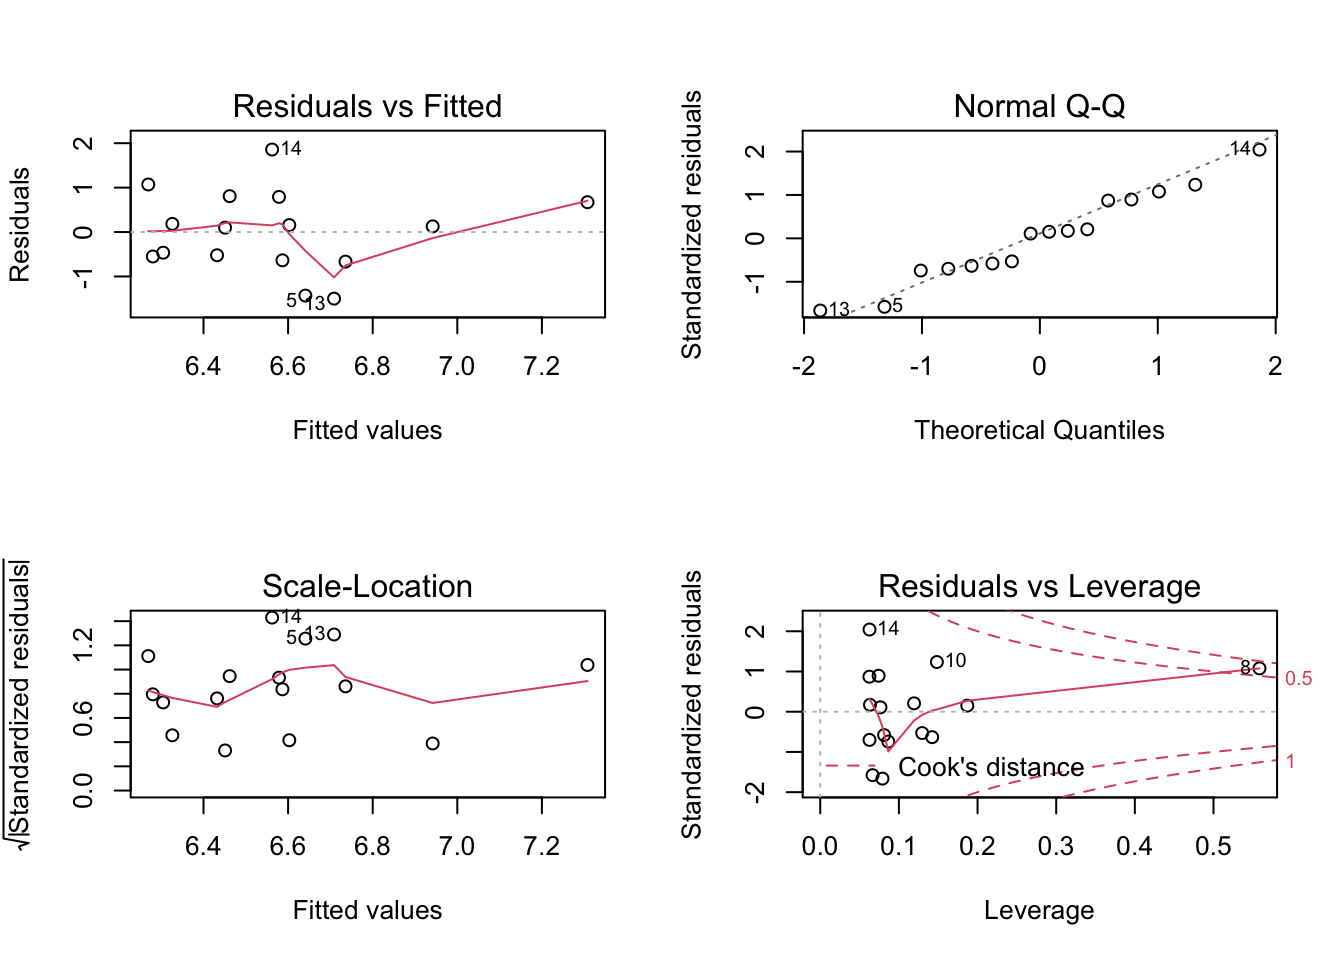 Residuals vs Fitted
Residuals
2
1
0
-1
14
5
13
6.4 6.6 6.8 7.0 7.2
Fitted values
Normal Q-Q
Standardized residuals
2
1
0
-1
14
13
5
-2 -1 0 1 2
Theoretical Quantiles
Scale-Location
√|Standardized residuals|
1.2
0.6
0.0
14
5
13
6.4 6.6 6.8 7.0 7.2
Fitted values
Residuals vs Leverage
Standardized residuals
2
1
0
-2
14
10
8
0.5
1
Cook's distance
0.0 0.1 0.2 0.3 0.4 0.5
Leverage